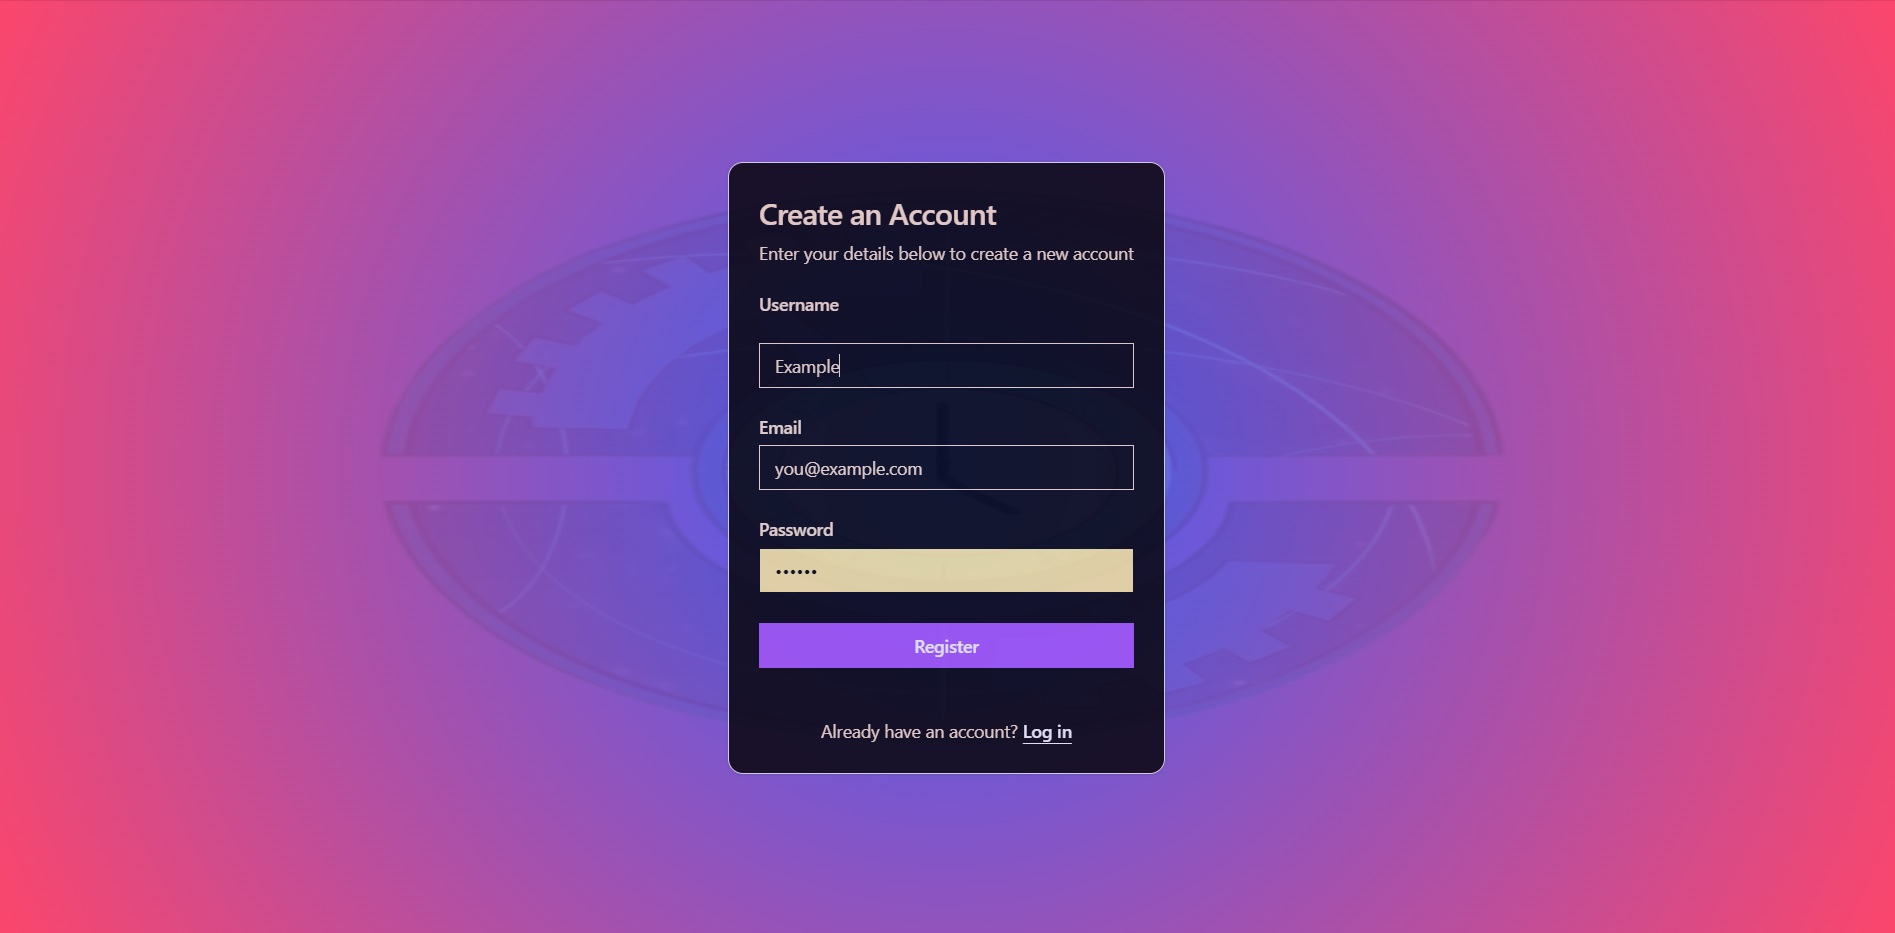 Create an Account
Enter your details below to create a new account
Username
Example
Email
you@example.com
Password
••••••
Register
Already have an account? Log in